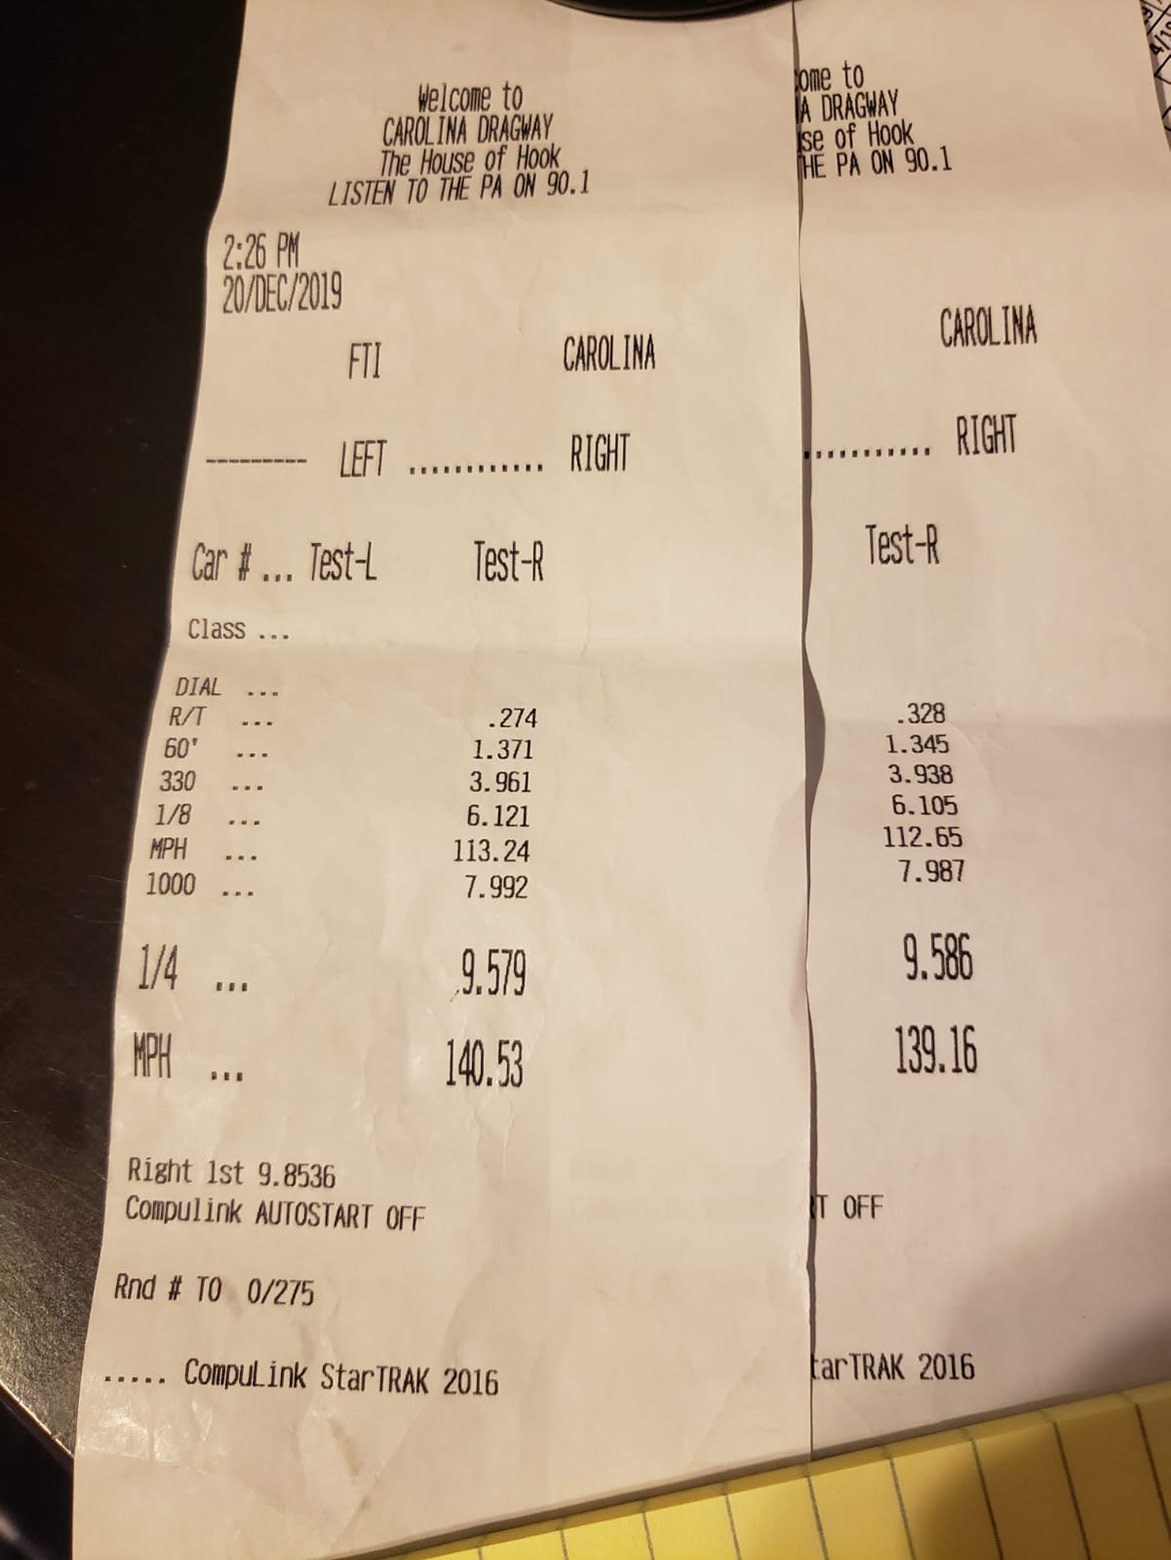 Welcome to
CAROLINA DRAGWAY
The House of Hook
LISTEN TO THE PA ON 90.1
2:26 PM
20/DEC/2019
FTI CAROLINA
--------- LEFT ............ RIGHT
Car # ... Test-L Test-R
Class ...
DIAL ...
R/T ... .274
60' ... 1.371
330 ... 3.961
1/8 ... 6.121
MPH ... 113.24
1000 ... 7.992
1/4 ... 9.579
MPH ... 140.53
Right 1st 9.8536
Compulink AUTOSTART OFF
Rnd # TO 0/275
..... CompuLink StarTRAK 2016
ome to
A DRAGWAY
se of Hook
HE PA ON 90.1
CAROLINA
........... RIGHT
Test-R
.328
1.345
3.938
6.105
112.65
7.987
9.586
139.16
T OFF
tarTRAK 2016